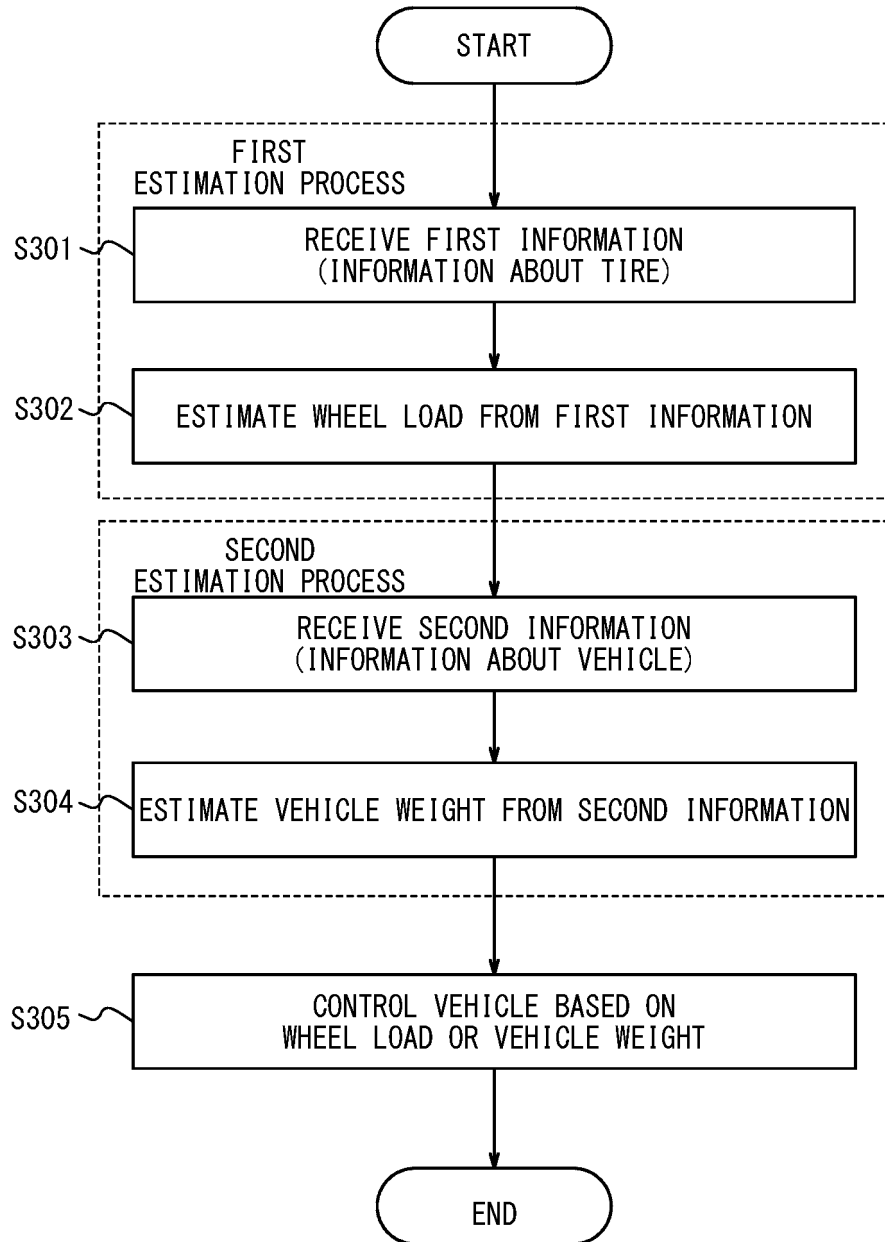 START
FIRST
ESTIMATION PROCESS
S301
RECEIVE FIRST INFORMATION
(INFORMATION ABOUT TIRE)
S302
ESTIMATE WHEEL LOAD FROM FIRST INFORMATION
SECOND
ESTIMATION PROCESS
S303
RECEIVE SECOND INFORMATION
(INFORMATION ABOUT VEHICLE)
S304
ESTIMATE VEHICLE WEIGHT FROM SECOND INFORMATION
S305
CONTROL VEHICLE BASED ON
WHEEL LOAD OR VEHICLE WEIGHT
END